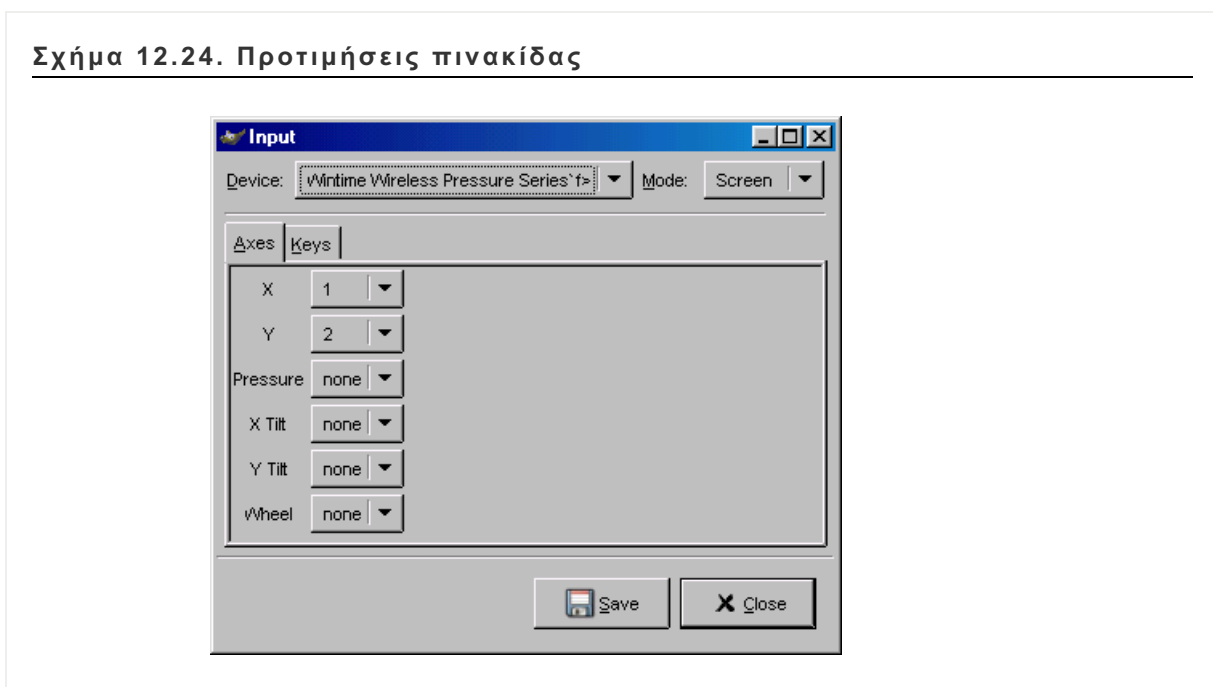 Σχήμα 12.24. Προτιμήσεις πινακίδας
Input
Device: Wintime Wireless Pressure Series`f> Mode: Screen
Axes Keys
X 1
Y 2
Pressure none
X Tilt none
Y Tilt none
Wheel none
Save Close